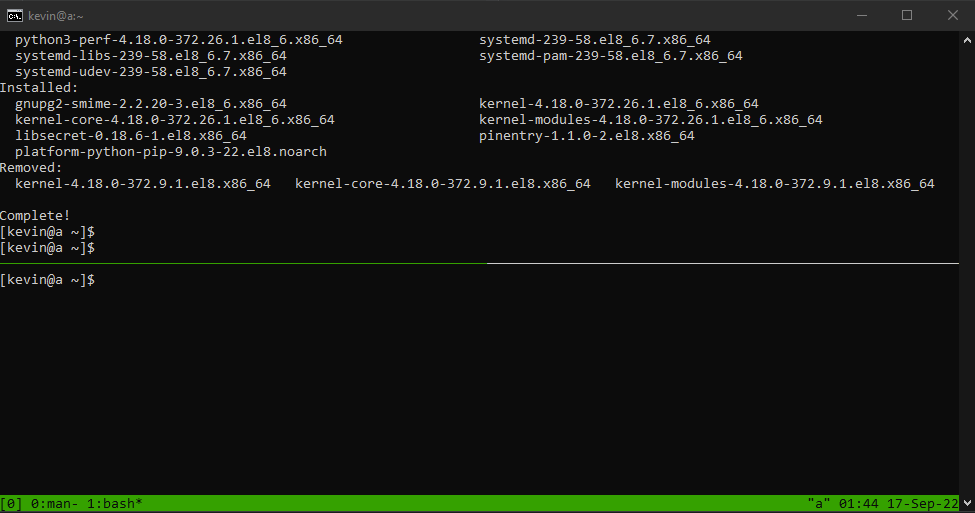 kevin@a:~
python3-perf-4.18.0-372.26.1.el8_6.x86_64 systemd-239-58.el8_6.7.x86_64
systemd-libs-239-58.el8_6.7.x86_64 systemd-pam-239-58.el8_6.7.x86_64
systemd-udev-239-58.el8_6.7.x86_64
Installed:
gnupg2-smime-2.2.20-3.el8_6.x86_64 kernel-4.18.0-372.26.1.el8_6.x86_64
kernel-core-4.18.0-372.26.1.el8_6.x86_64 kernel-modules-4.18.0-372.26.1.el8_6.x86_64
libsecret-0.18.6-1.el8.x86_64 pinentry-1.1.0-2.el8.x86_64
platform-python-pip-9.0.3-22.el8.noarch
Removed:
kernel-4.18.0-372.9.1.el8.x86_64 kernel-core-4.18.0-372.9.1.el8.x86_64 kernel-modules-4.18.0-372.9.1.el8.x86_64
Complete!
[kevin@a ~]$
[kevin@a ~]$
[kevin@a ~]$
[0] 0:man- 1:bash* "a" 01:44 17-Sep-22